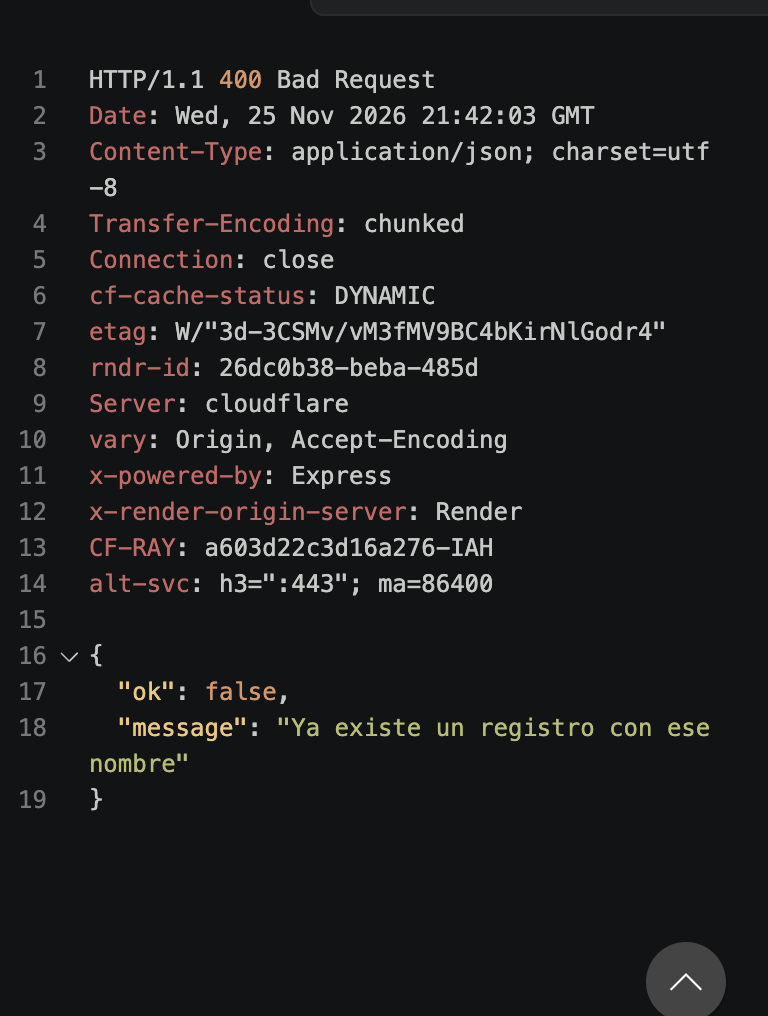 1 HTTP/1.1 400 Bad Request
2 Date: Wed, 25 Nov 2026 21:42:03 GMT
3 Content-Type: application/json; charset=utf
-8
4 Transfer-Encoding: chunked
5 Connection: close
6 cf-cache-status: DYNAMIC
7 etag: W/"3d-3CSMv/vM3fMV9BC4bKirNlGodr4"
8 rndr-id: 26dc0b38-beba-485d
9 Server: cloudflare
10 vary: Origin, Accept-Encoding
11 x-powered-by: Express
12 x-render-origin-server: Render
13 CF-RAY: a603d22c3d16a276-IAH
14 alt-svc: h3=":443"; ma=86400
15
16 {
17 "ok": false,
18 "message": "Ya existe un registro con ese
nombre"
19 }